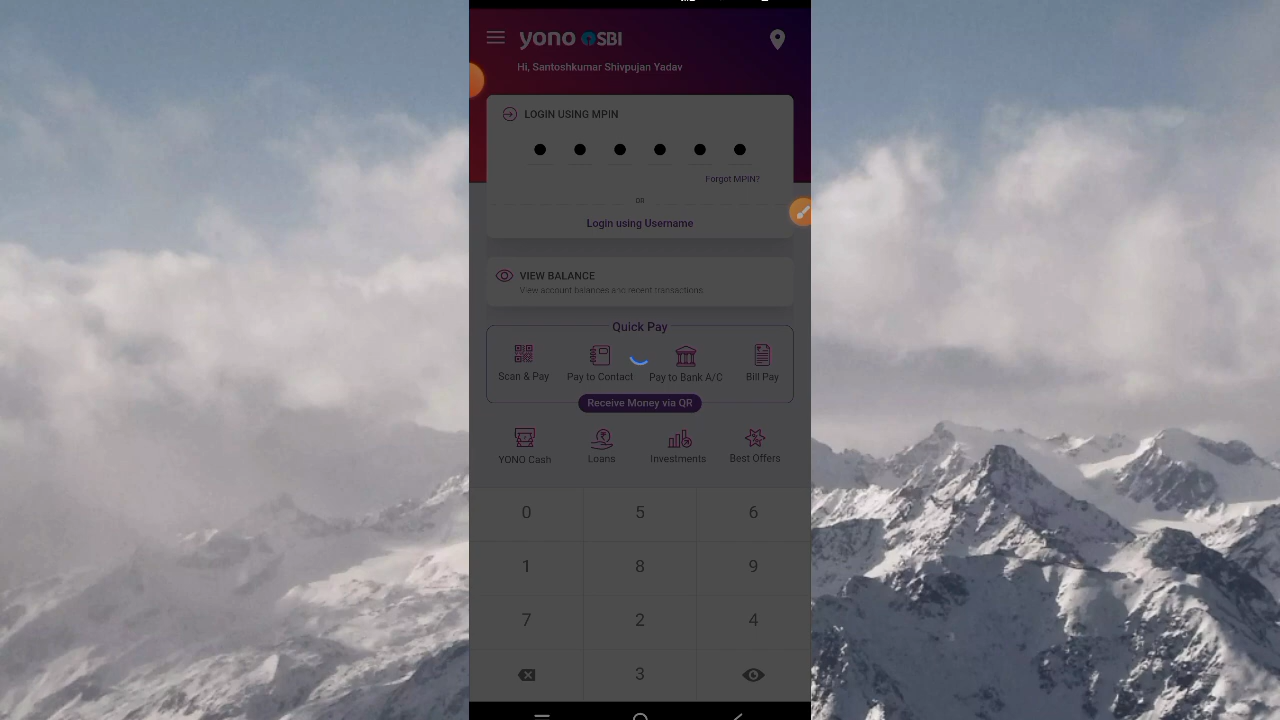 yono SBI
Hi, Santoshkumar Shivpujan Yadav
LOGIN USING MPIN
Forgot MPIN?
OR
Login using Username
VIEW BALANCE
View account balances and recent transactions
Quick Pay
Scan & Pay Pay to Contact Pay to Bank A/C Bill Pay
Receive Money via QR
YONO Cash Loans Investments Best Offers
0 5 6
1 8 9
7 2 4
3